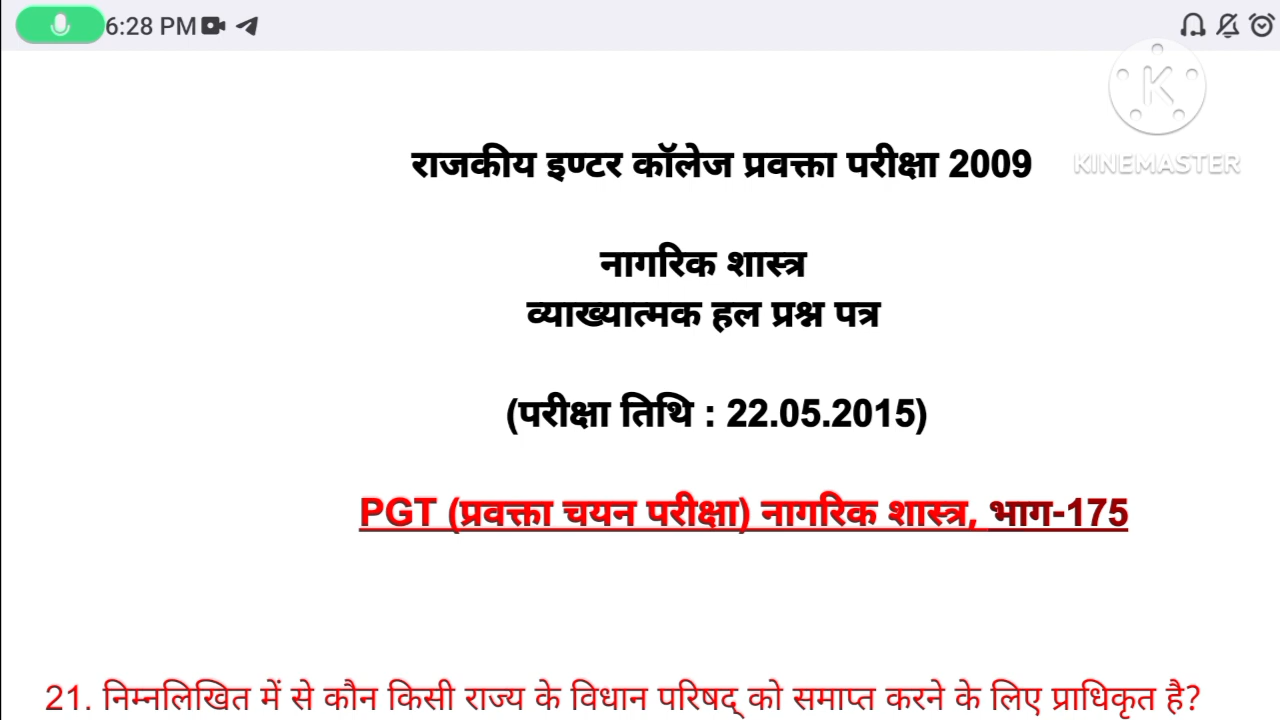 6:28 PM
K
KINEMASTER
राजकीय इण्टर कॉलेज प्रवक्ता परीक्षा 2009
नागरिक शास्त्र
व्याख्यात्मक हल प्रश्न पत्र
(परीक्षा तिथि : 22.05.2015)
PGT (प्रवक्ता चयन परीक्षा) नागरिक शास्त्र, भाग-175
21. निम्नलिखित में से कौन किसी राज्य के विधान परिषद् को समाप्त करने के लिए प्राधिकृत है?